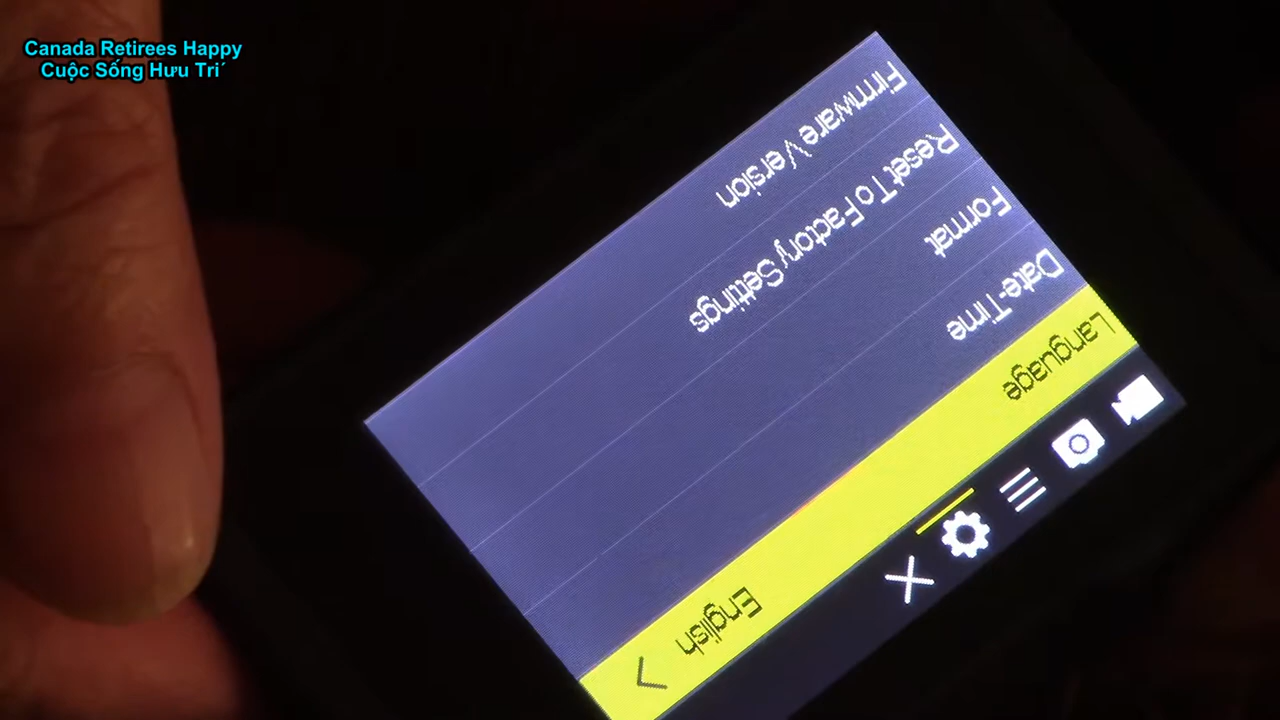 Canada Retirees Happy
Cuộc Sống Hưu Trí
Language English
Date-Time
Format
Reset To Factory Settings
Firmware Version